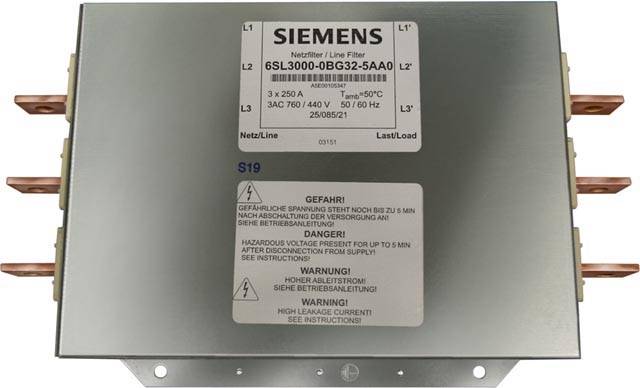 L1 SIEMENS L1'
Netzfilter / Line Filter
L2 6SL3000-0BG32-5AA0 L2'
A5E00105347
3 x 250 A Tamb=50°C
L3 3AC 760 / 440 V 50 / 60 Hz L3'
25/085/21
Netz/Line Last/Load
03151
S19
GEFAHR!
GEFÄHRLICHE SPANNUNG STEHT NOCH BIS ZU 5 MIN
NACH ABSCHALTUNG DER VERSORGUNG AN!
SIEHE BETRIEBSANLEITUNG!
DANGER!
HAZARDOUS VOLTAGE PRESENT FOR UP TO 5 MIN
AFTER DISCONNECTION FROM SUPPLY!
SEE INSTRUCTIONS!
WARNUNG!
HOHER ABLEITSTROM!
SIEHE BETRIEBSANLEITUNG!
WARNING!
HIGH LEAKAGE CURRENT!
SEE INSTRUCTIONS!